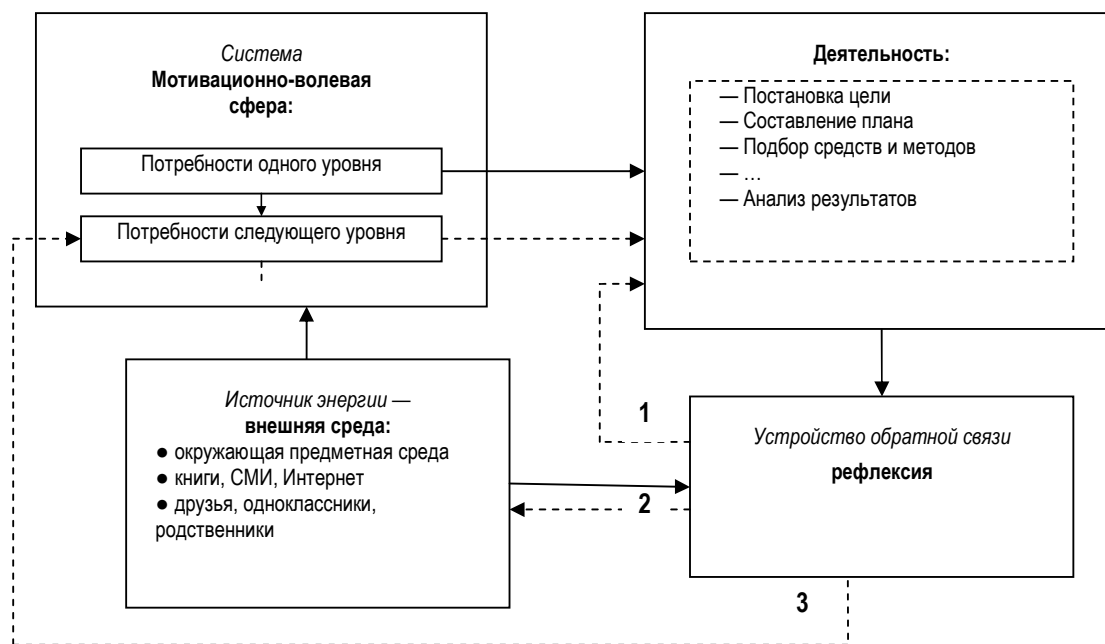 Система
Мотивационно-волевая
сфера:
Потребности одного уровня
Потребности следующего уровня
Деятельность:
— Постановка цели
— Составление плана
— Подбор средств и методов
— …
— Анализ результатов
Источник энергии —
внешняя среда:
● окружающая предметная среда
● книги, СМИ, Интернет
● друзья, одноклассники,
родственники
1
2
Устройство обратной связи
рефлексия
3